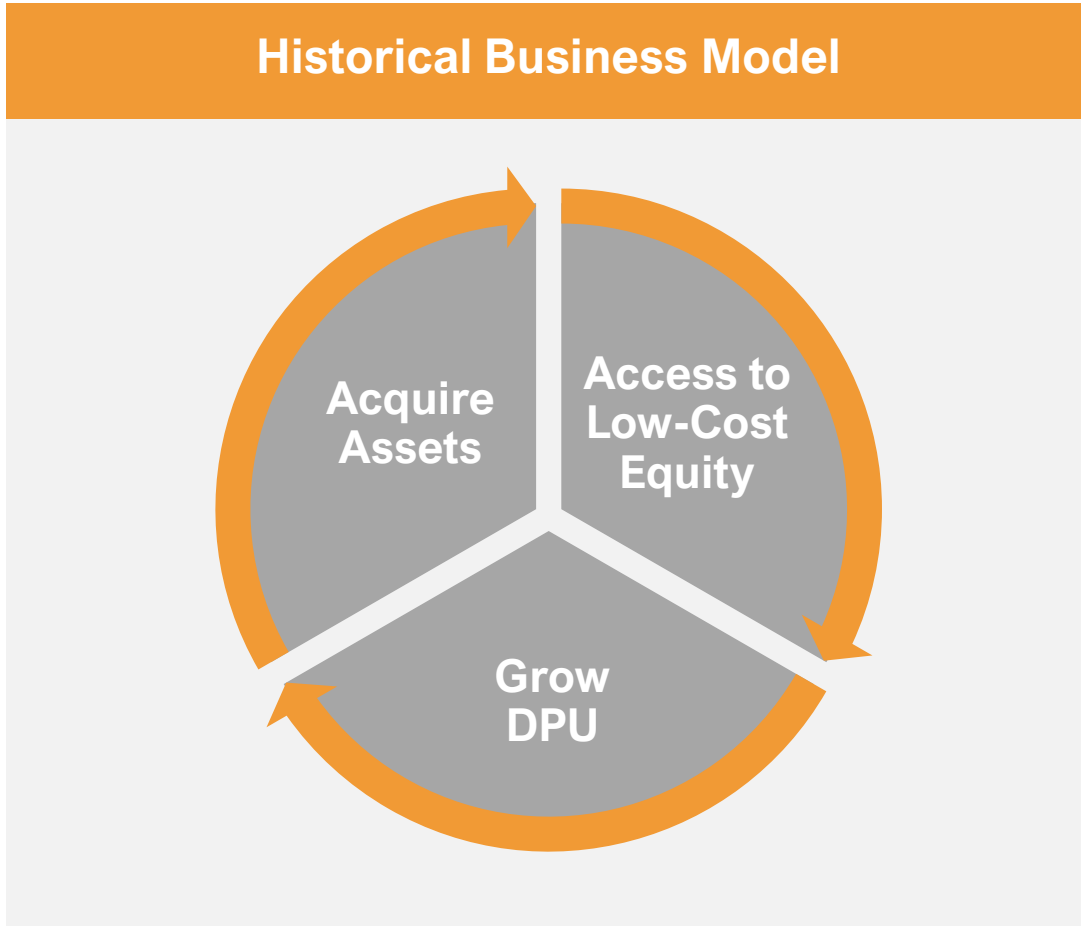 Historical Business Model
Acquire
Assets
Access to
Low-Cost
Equity
Grow
DPU